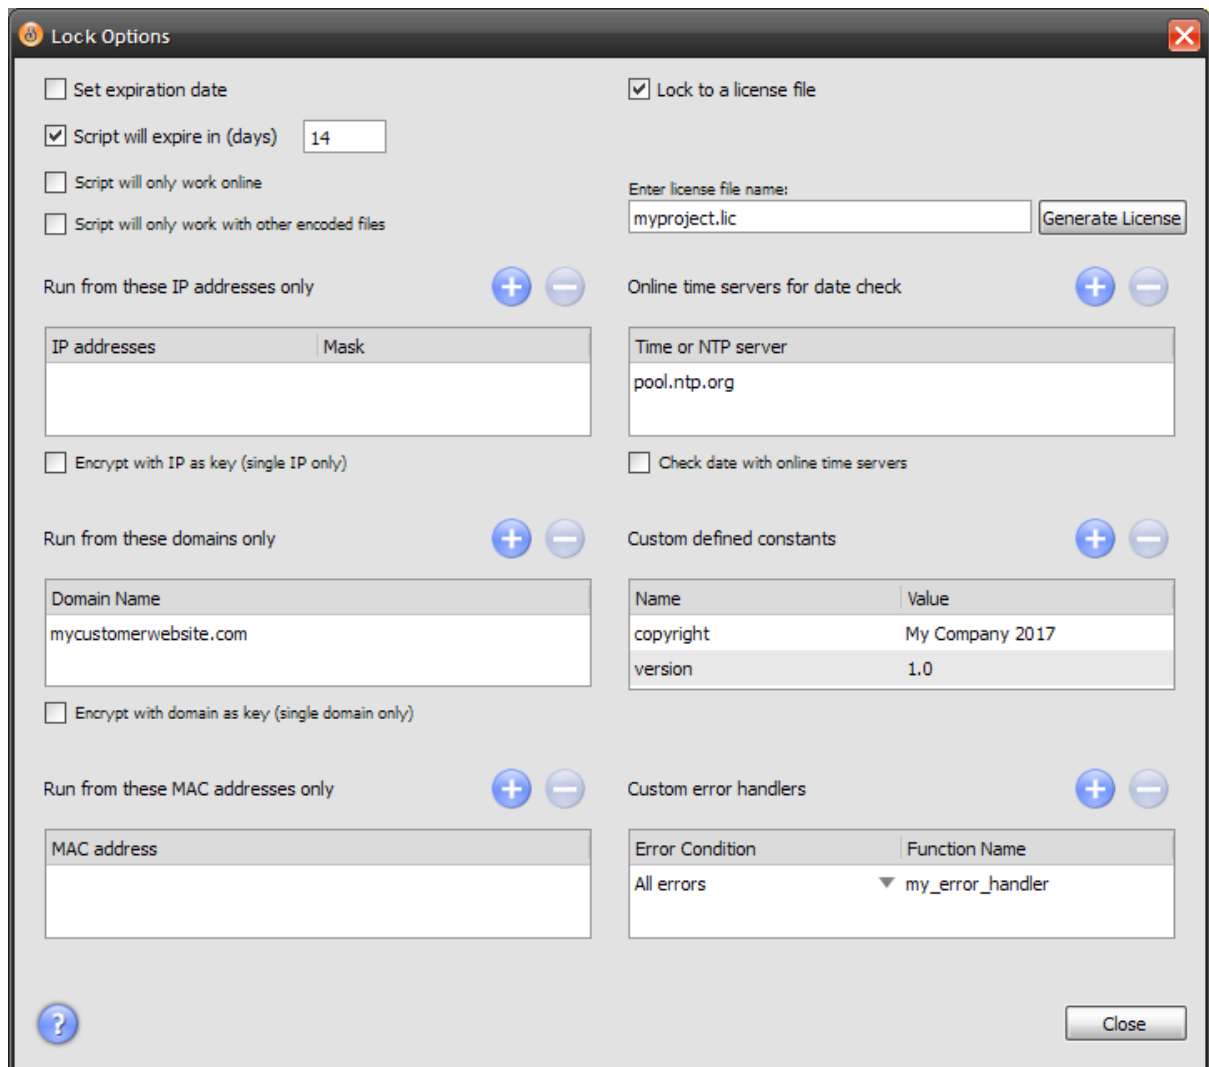 Lock Options
Set expiration date
Lock to a license file
Script will expire in (days) 14
Script will only work online
Script will only work with other encoded files
Enter license file name:
myproject.lic
Generate License
Run from these IP addresses only
IP addresses Mask
Encrypt with IP as key (single IP only)
Online time servers for date check
Time or NTP server
pool.ntp.org
Check date with online time servers
Run from these domains only
Domain Name
mycustomerwebsite.com
Encrypt with domain as key (single domain only)
Custom defined constants
Name Value
copyright My Company 2017
version 1.0
Run from these MAC addresses only
MAC address
Custom error handlers
Error Condition Function Name
All errors my_error_handler
?
Close